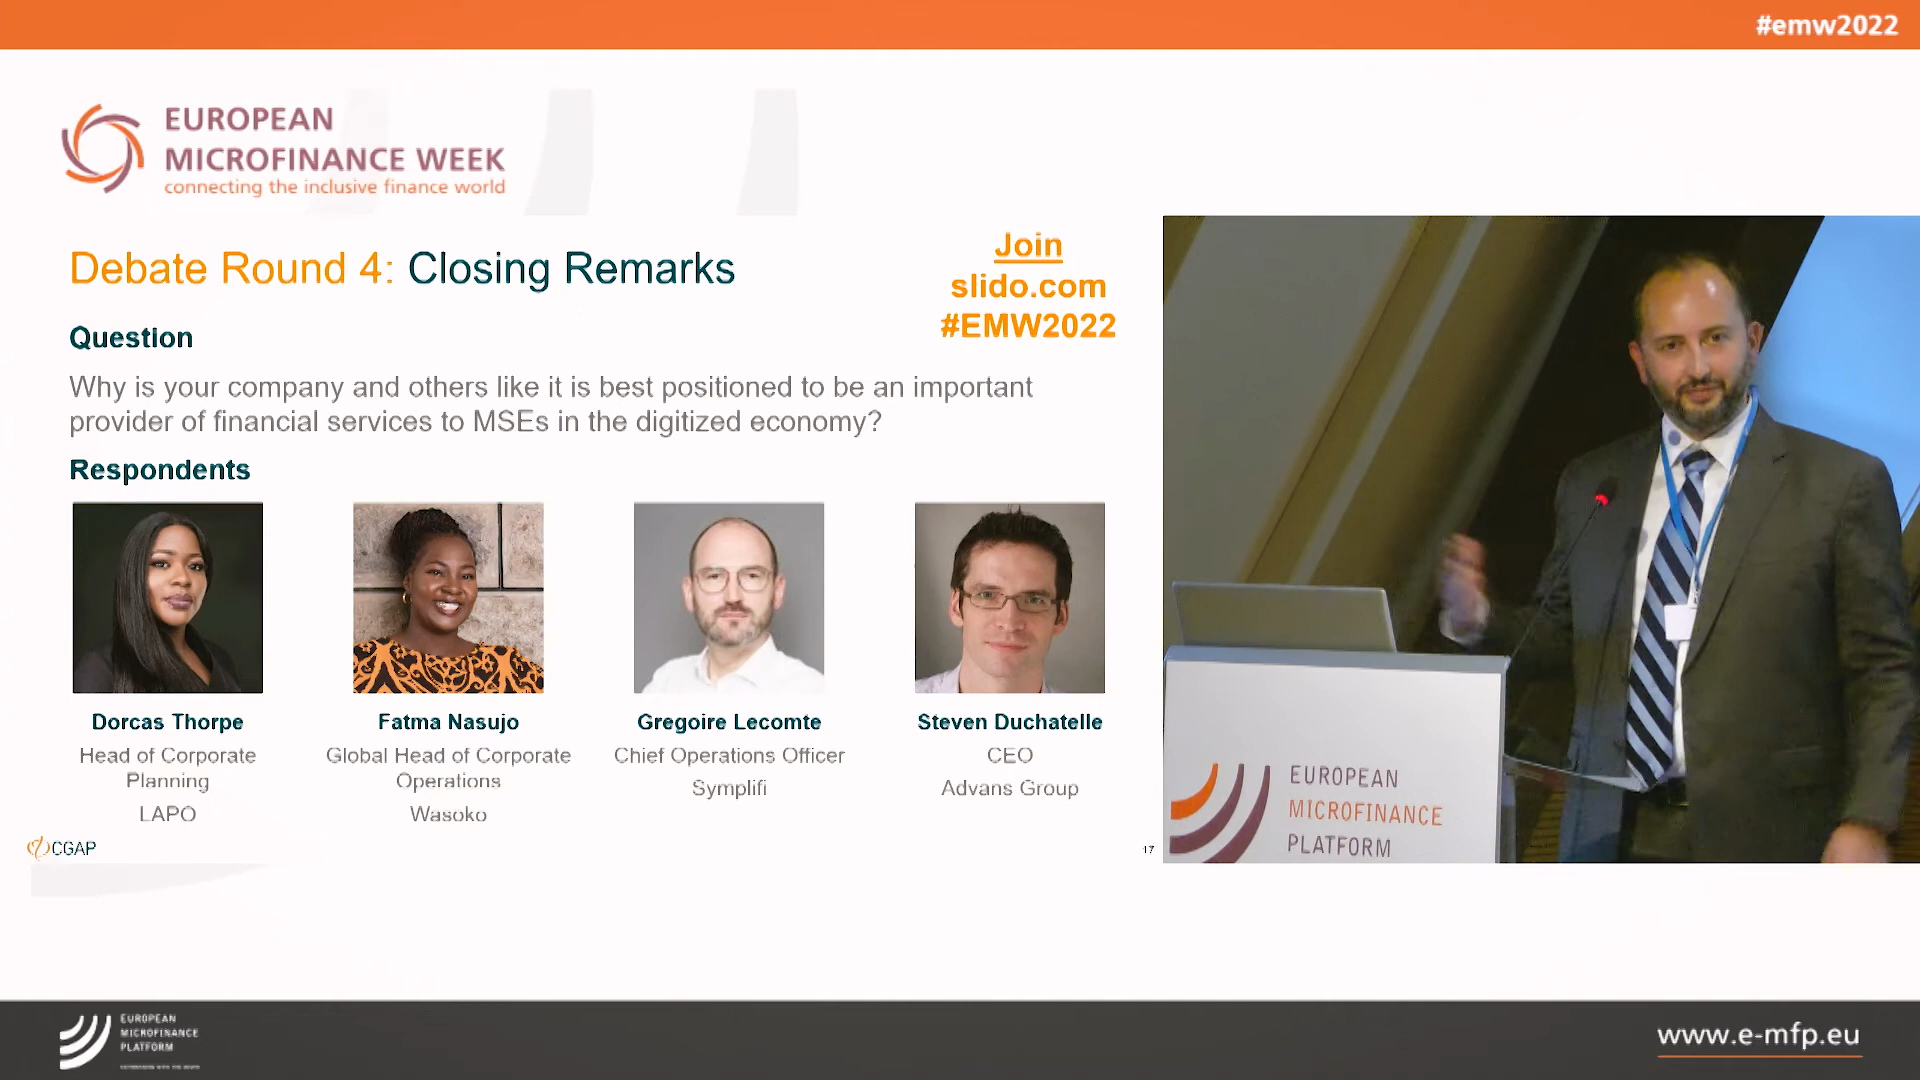 #emw2022
EUROPEAN
MICROFINANCE WEEK
connecting the inclusive finance world
Debate Round 4: Closing Remarks
Join
slido.com
#EMW2022
Question
Why is your company and others like it is best positioned to be an important
provider of financial services to MSEs in the digitized economy?
Respondents
Dorcas Thorpe
Head of Corporate
Planning
LAPO
Fatma Nasujo
Global Head of Corporate
Operations
Wasoko
Gregoire Lecomte
Chief Operations Officer
Symplifi
Steven Duchatelle
CEO
Advans Group
CGAP
17
EUROPEAN
MICROFINANCE
PLATFORM
EUROPEAN
MICROFINANCE
PLATFORM
www.e-mfp.eu